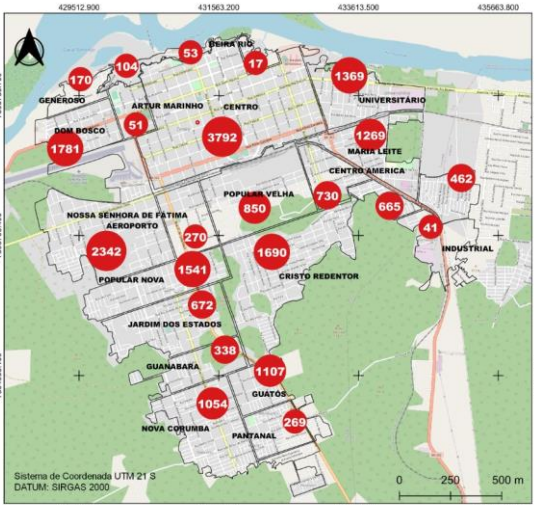 429512.900 431563.200 433613.500 435663.800
BEIRA RIO
53
17
104
1369
170
GENEROSO
ARTUR MARINHO
CENTRO
UNIVERSITÁRIO
51
DOM BOSCO
3792
1269
1781
MARIA LEITE
CENTRO AMERICA
462
POPULAR VELHA
730
665
850
NOSSA SENHORA DE FÁTIMA
AEROPORTO
41
270
INDUSTRIAL
2342
1690
1541
CRISTO REDENTOR
POPULAR NOVA
672
JARDIM DOS ESTADOS
338
GUANABARA
1107
GUATÓS
1054
269
NOVA CORUMBA
PANTANAL
Sistema de Coordenada UTM 21 S
DATUM: SIRGAS 2000
0 250 500 m